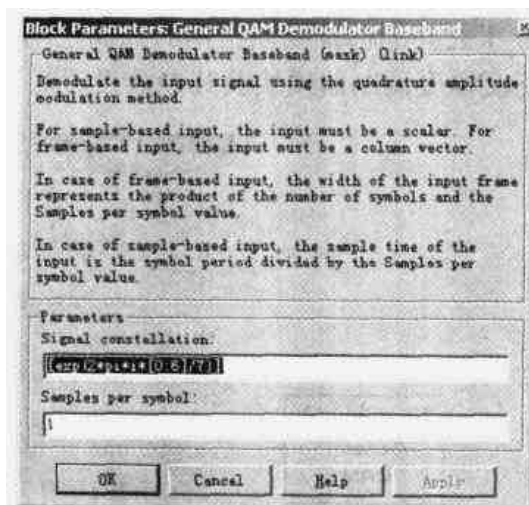 Block Parameters: General QAM Demodulator Baseband
General QAM Demodulator Baseband (mask) (link)
Demodulate the input signal using the quadrature amplitude
modulation method.
For sample-based input, the input must be a scalar. For
frame-based input, the input must be a column vector.
In case of frame-based input, the width of the input frame
represents the product of the number of symbols and the
Samples per symbol value.
In case of sample-based input, the sample time of the
input is the symbol period divided by the Samples per
symbol value.
Parameters
Signal constellation:
Samples per symbol:
1
OK Cancel Help Apply